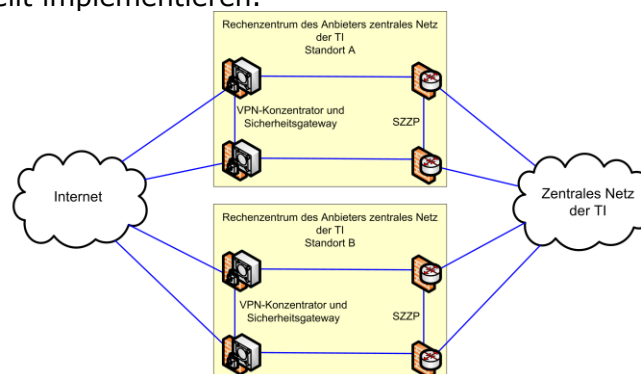 implementieren.
Rechenzentrum des Anbieters zentrales Netz
der TI
Standort A
VPN-Konzentrator und
Sicherheitsgateway
SZZP
Internet
Zentrales Netz
der TI
Rechenzentrum des Anbieters zentrales Netz
der TI
Standort B
VPN-Konzentrator und
Sicherheitsgateway
SZZP